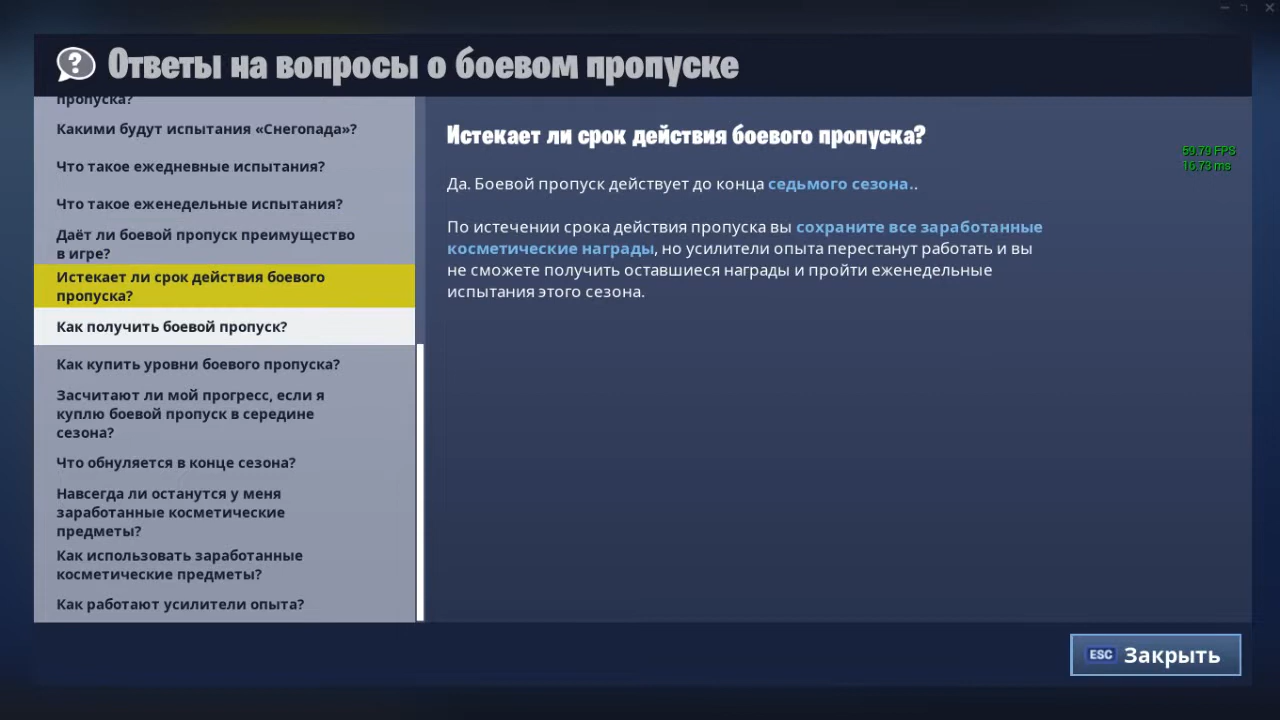 Ответы на вопросы о боевом пропуске
пропуска?
Какими будут испытания «Снегопада»?
Что такое ежедневные испытания?
Что такое еженедельные испытания?
Даёт ли боевой пропуск преимущество
в игре?
Истекает ли срок действия боевого
пропуска?
Как получить боевой пропуск?
Как купить уровни боевого пропуска?
Засчитают ли мой прогресс, если я
куплю боевой пропуск в середине
сезона?
Что обнуляется в конце сезона?
Навсегда ли останутся у меня
заработанные косметические
предметы?
Как использовать заработанные
косметические предметы?
Как работают усилители опыта?
Истекает ли срок действия боевого пропуска?
Да. Боевой пропуск действует до конца седьмого сезона..
По истечении срока действия пропуска вы сохраните все заработанные
косметические награды, но усилители опыта перестанут работать и вы
не сможете получить оставшиеся награды и пройти еженедельные
испытания этого сезона.
59.79 FPS
16.73 ms
ESC Закрыть